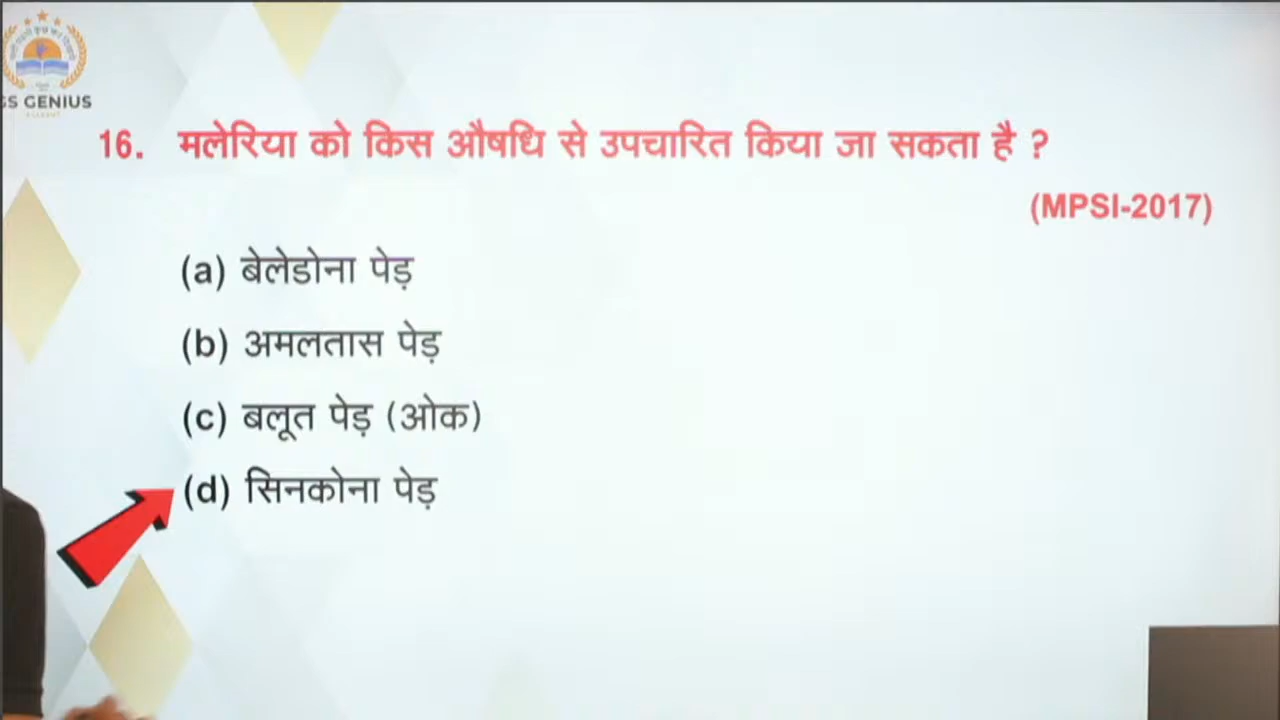 GS GENIUS
16. मलेरिया को किस औषधि से उपचारित किया जा सकता है ?
(MPSI-2017)
(a) बेलेडोना पेड़
(b) अमलतास पेड़
(c) बलूत पेड़ (ओक)
(d) सिनकोना पेड़